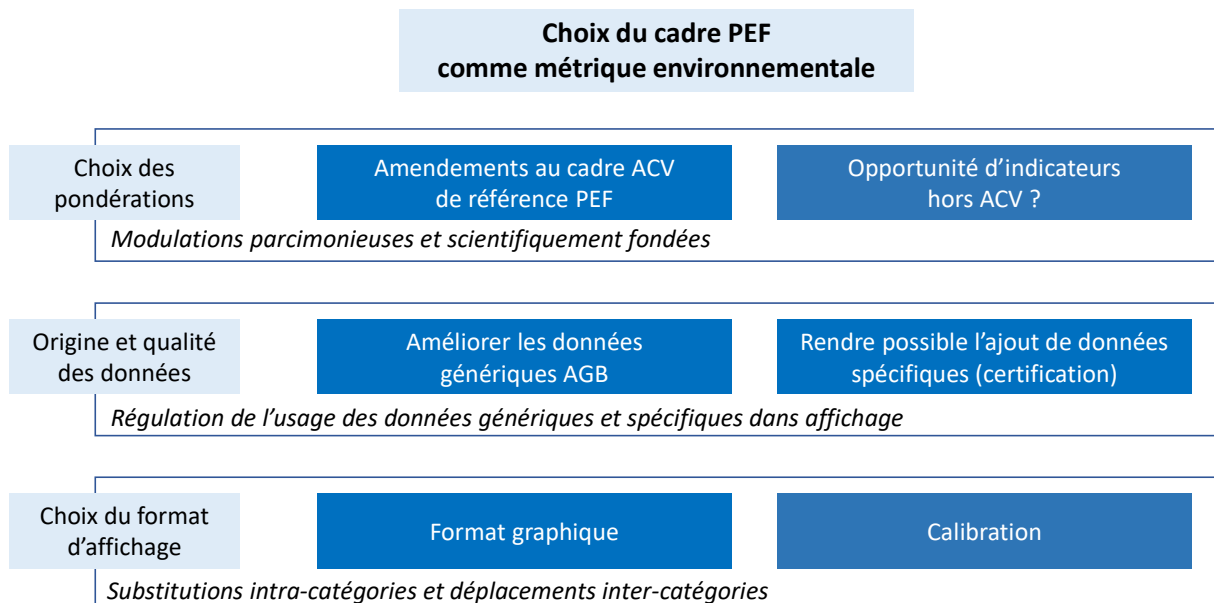 Choix du cadre PEF
comme métrique environnementale
Choix des
pondérations
Amendements au cadre ACV
de référence PEF
Opportunité d’indicateurs
hors ACV ?
Modulations parcimonieuses et scientifiquement fondées
Origine et qualité
des données
Améliorer les données
génériques AGB
Rendre possible l’ajout de données
spécifiques (certification)
Régulation de l’usage des données génériques et spécifiques dans affichage
Choix du format
d’affichage
Format graphique
Calibration
Substitutions intra-catégories et déplacements inter-catégories